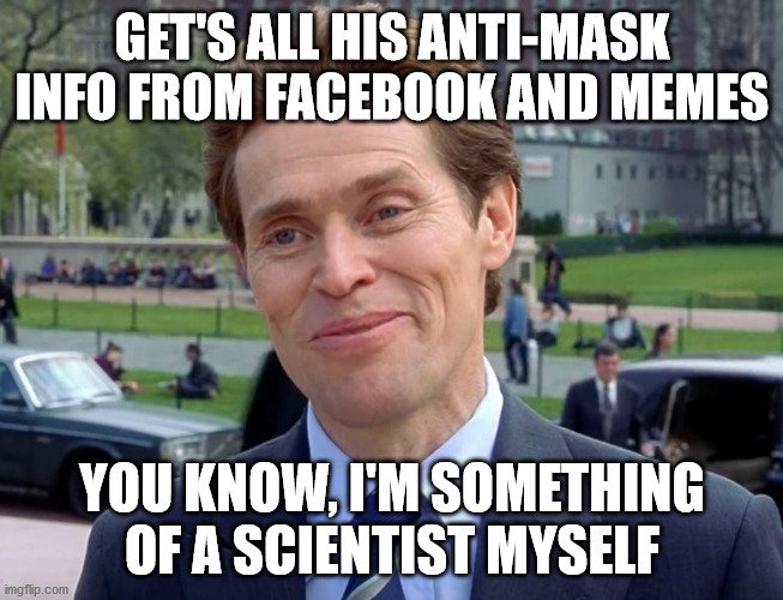 GET'S ALL HIS ANTI-MASK
INFO FROM FACEBOOK AND MEMES
YOU KNOW, I'M SOMETHING
OF A SCIENTIST MYSELF
imgflip.com